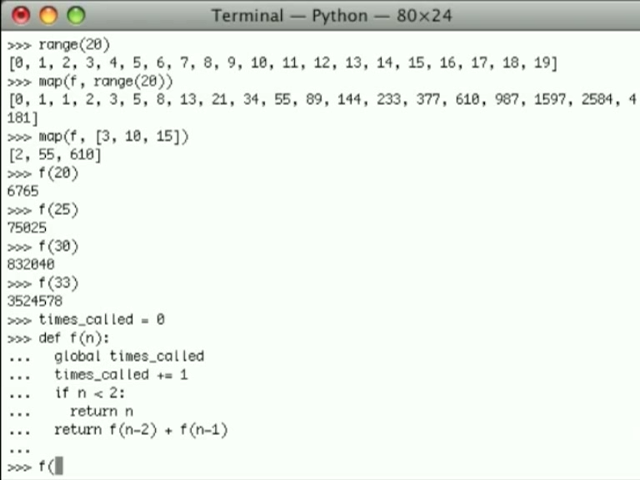 Terminal — Python — 80×24
>>> range(20)
[0, 1, 2, 3, 4, 5, 6, 7, 8, 9, 10, 11, 12, 13, 14, 15, 16, 17, 18, 19]
>>> map(f, range(20))
[0, 1, 1, 2, 3, 5, 8, 13, 21, 34, 55, 89, 144, 233, 377, 610, 987, 1597, 2584, 4
181]
>>> map(f, [3, 10, 15])
[2, 55, 610]
>>> f(20)
6765
>>> f(25)
75025
>>> f(30)
832040
>>> f(33)
3524578
>>> times_called = 0
>>> def f(n):
...   global times_called
...   times_called += 1
...   if n < 2:
...     return n
...   return f(n-2) + f(n-1)
...
>>> f(